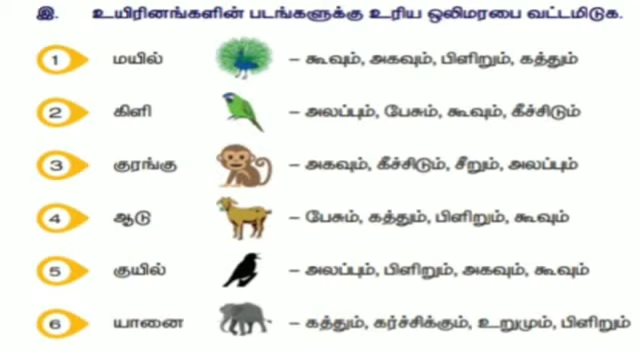 இ. உயிரினங்களின் படங்களுக்கு உரிய ஒலிமரபை வட்டமிடுக.
1 மயில் – கூவும், அகவும், பிளிறும், கத்தும்
2 கிளி – அலப்பும், பேசும், கூவும், கீச்சிடும்
3 குரங்கு – அகவும், கீச்சிடும், சீறும், அலப்பும்
4 ஆடு – பேசும், கத்தும், பிளிறும், கூவும்
5 குயில் – அலப்பும், பிளிறும், அகவும், கூவும்
6 யானை – கத்தும், கர்ச்சிக்கும், உறுமும், பிளிறும்